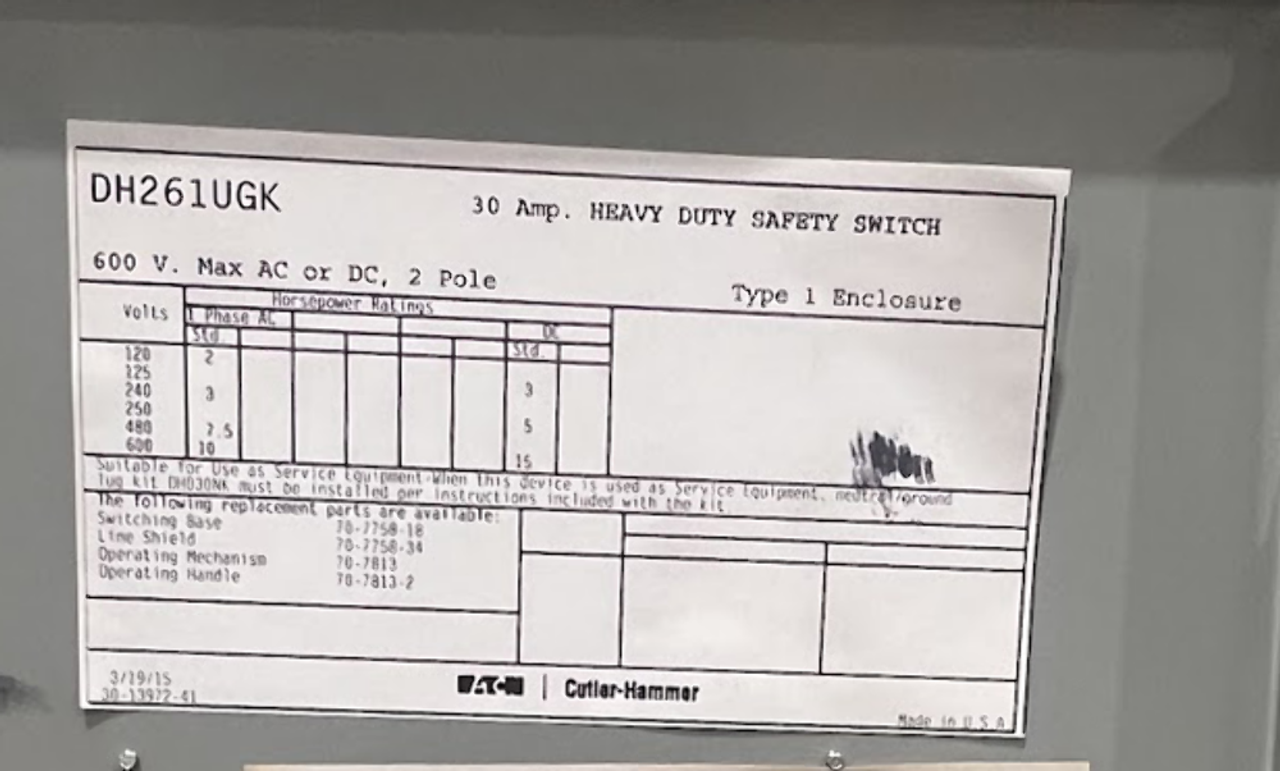 DH261UGK
30 Amp. HEAVY DUTY SAFETY SWITCH
600 V. Max AC or DC, 2 Pole
Type 1 Enclosure
Volts Horsepower Ratings
1 Phase AC DC
Std. Std.
120 2
125
240 3 3
250
480 7.5 5
600 10 15
Suitable for Use as Service Equipment-When this device is used as Service Equipment, neutral/ground
lug kit DH030NK must be installed per instructions included with the kit.
The following replacement parts are available:
Switching Base 70-7758-18
Line Shield 70-7758-34
Operating Mechanism 70-7813
Operating Handle 70-7813-2
3/19/15
30-13972-41
EATON | Cutler-Hammer
Made in U.S.A